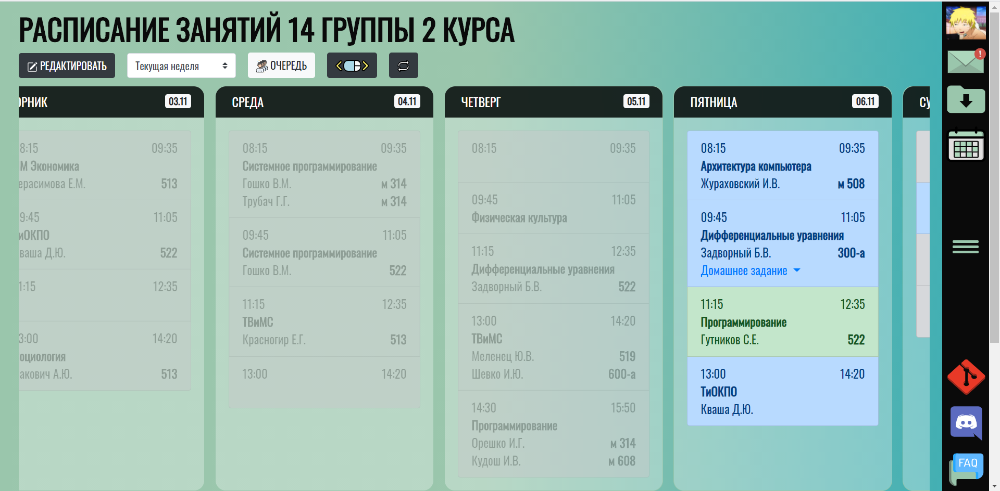 РАСПИСАНИЕ ЗАНЯТИЙ 14 ГРУППЫ 2 КУРСА
РЕДАКТИРОВАТЬ
Текущая неделя
ОЧЕРЕДЬ
ОРНИК 03.11
8:15 09:35
М Экономика
ерасимова Е.М. 513
9:45 11:05
иОКПО
ваша Д.Ю. 522
1:15 12:35
3:00 14:20
оциология
акович А.Ю. 513
СРЕДА 04.11
08:15 09:35
Системное программирование
Гошко В.М. м 314
Трубач Г.Г. м 314
09:45 11:05
Системное программирование
Гошко В.М. 522
11:15 12:35
ТВиМС
Красногир Е.Г. 513
13:00 14:20
ЧЕТВЕРГ 05.11
08:15 09:35
09:45 11:05
Физическая культура
11:15 12:35
Дифференциальные уравнения
Задворный Б.В. 522
13:00 14:20
ТВиМС
Меленец Ю.В. 519
Шевко И.Ю. 600-а
14:30 15:50
Программирование
Орешко И.Г. м 314
Кудош И.В. м 608
ПЯТНИЦА 06.11
08:15 09:35
Архитектура компьютера
Жураховский И.В. м 508
09:45 11:05
Дифференциальные уравнения
Задворный Б.В. 300-а
Домашнее задание
11:15 12:35
Программирование
Гутников С.Е. 522
13:00 14:20
ТиОКПО
Кваша Д.Ю.
СУ
!
FAQ